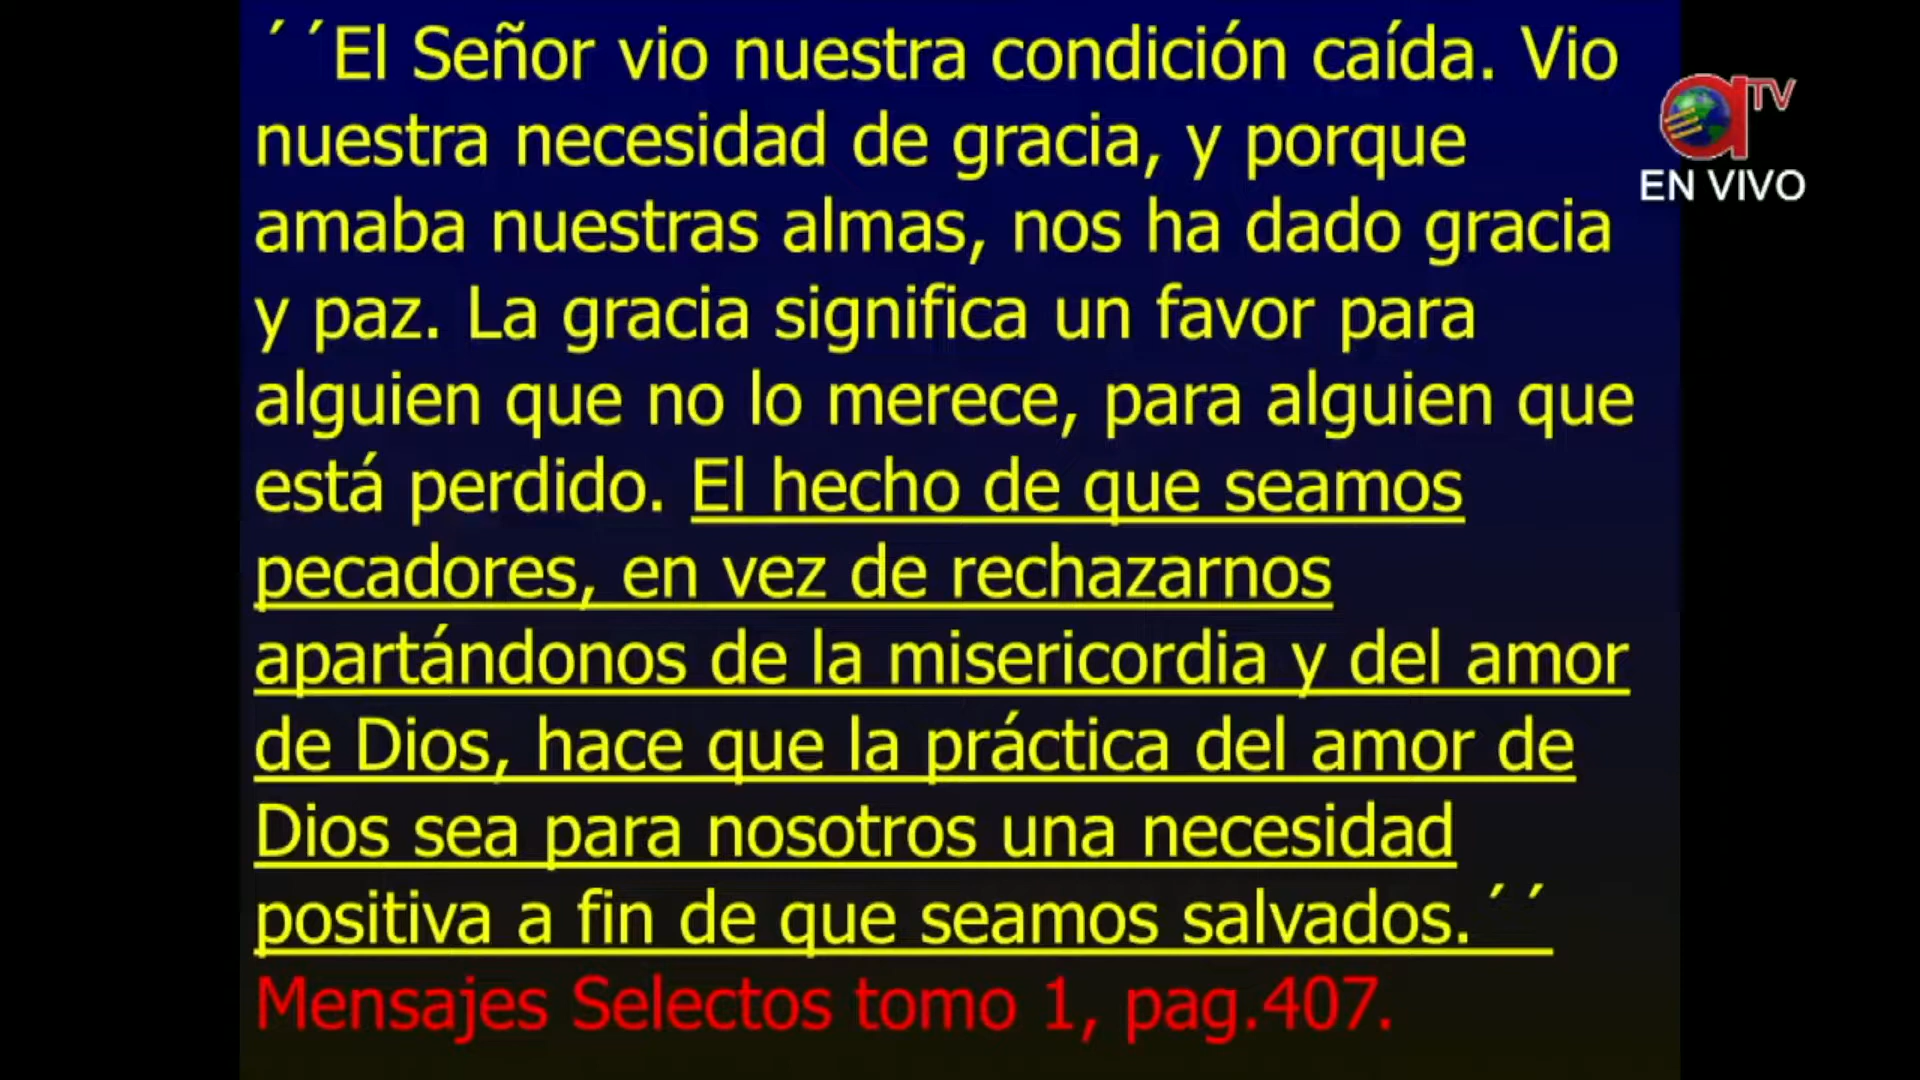 ´´El Señor vio nuestra condición caída. Vio
nuestra necesidad de gracia, y porque
amaba nuestras almas, nos ha dado gracia
y paz. La gracia significa un favor para
alguien que no lo merece, para alguien que
está perdido. El hecho de que seamos
pecadores, en vez de rechazarnos
apartándonos de la misericordia y del amor
de Dios, hace que la práctica del amor de
Dios sea para nosotros una necesidad
positiva a fin de que seamos salvados.´´
Mensajes Selectos tomo 1, pag.407.
a TV
EN VIVO